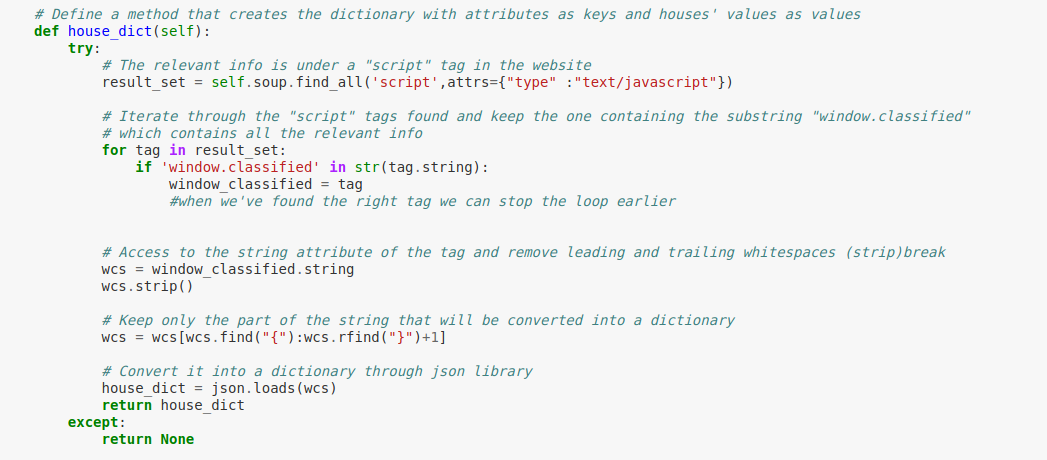 # Define a method that creates the dictionary with attributes as keys and houses' values as values
def house_dict(self):
    try:
        # The relevant info is under a "script" tag in the website
        result_set = self.soup.find_all('script',attrs={"type" :"text/javascript"})

        # Iterate through the "script" tags found and keep the one containing the substring "window.classified"
        # which contains all the relevant info
        for tag in result_set:
            if 'window.classified' in str(tag.string):
                window_classified = tag
                #when we've found the right tag we can stop the loop earlier


        # Access to the string attribute of the tag and remove leading and trailing whitespaces (strip)break
        wcs = window_classified.string
        wcs.strip()

        # Keep only the part of the string that will be converted into a dictionary
        wcs = wcs[wcs.find("{"):wcs.rfind("}")+1]

        # Convert it into a dictionary through json library
        house_dict = json.loads(wcs)
        return house_dict
    except:
        return None